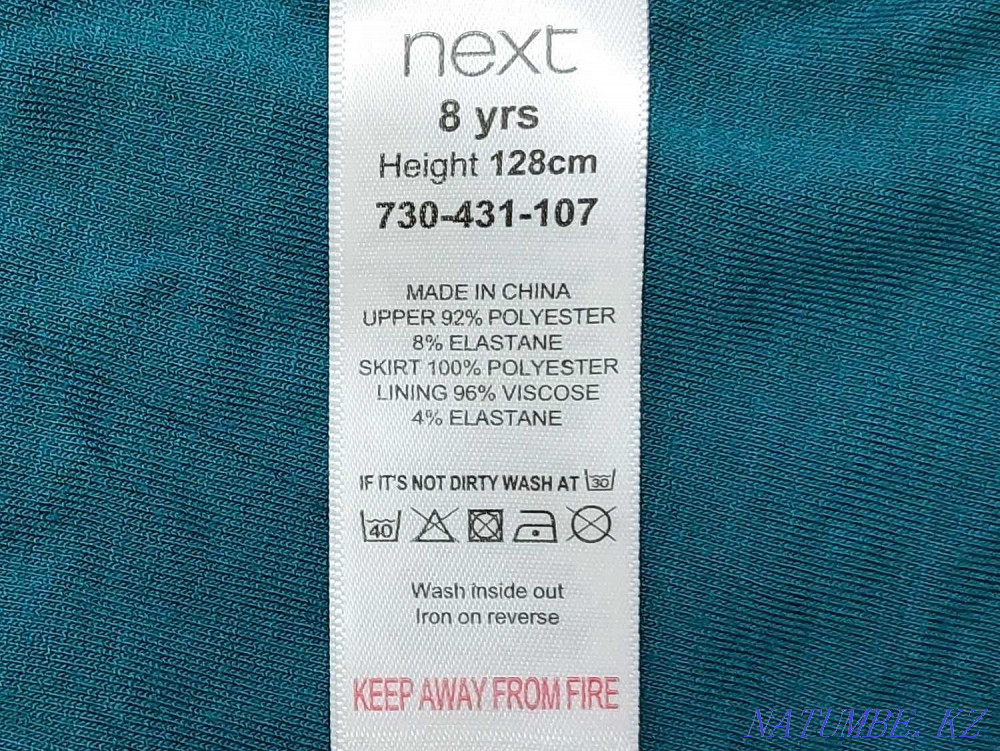 next
8 yrs
Height 128cm
730-431-107
MADE IN CHINA
UPPER 92% POLYESTER
8% ELASTANE
SKIRT 100% POLYESTER
LINING 96% VISCOSE
4% ELASTANE
IF IT'S NOT DIRTY WASH AT 30
40
Wash inside out
Iron on reverse
KEEP AWAY FROM FIRE
NATUMBE. KZ